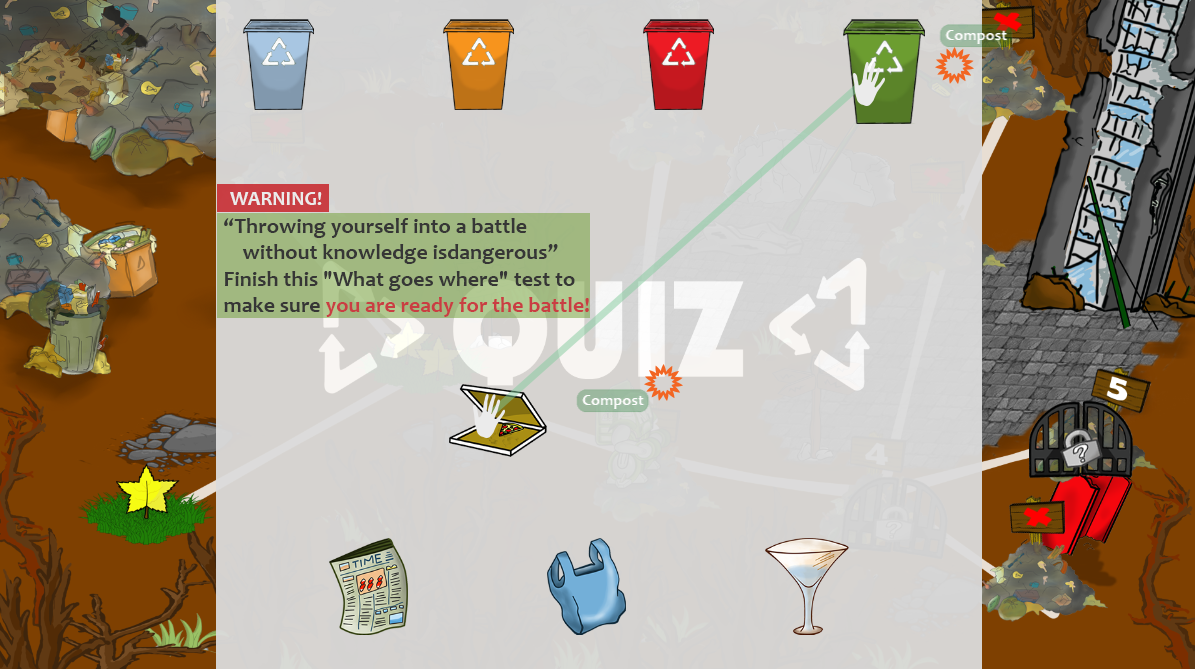 Compost
WARNING!
“Throwing yourself into a battle
without knowledge isdangerous”
Finish this "What goes where" test to
make sure you are ready for the battle!
QUIZ
Compost
5
?
4
TIME